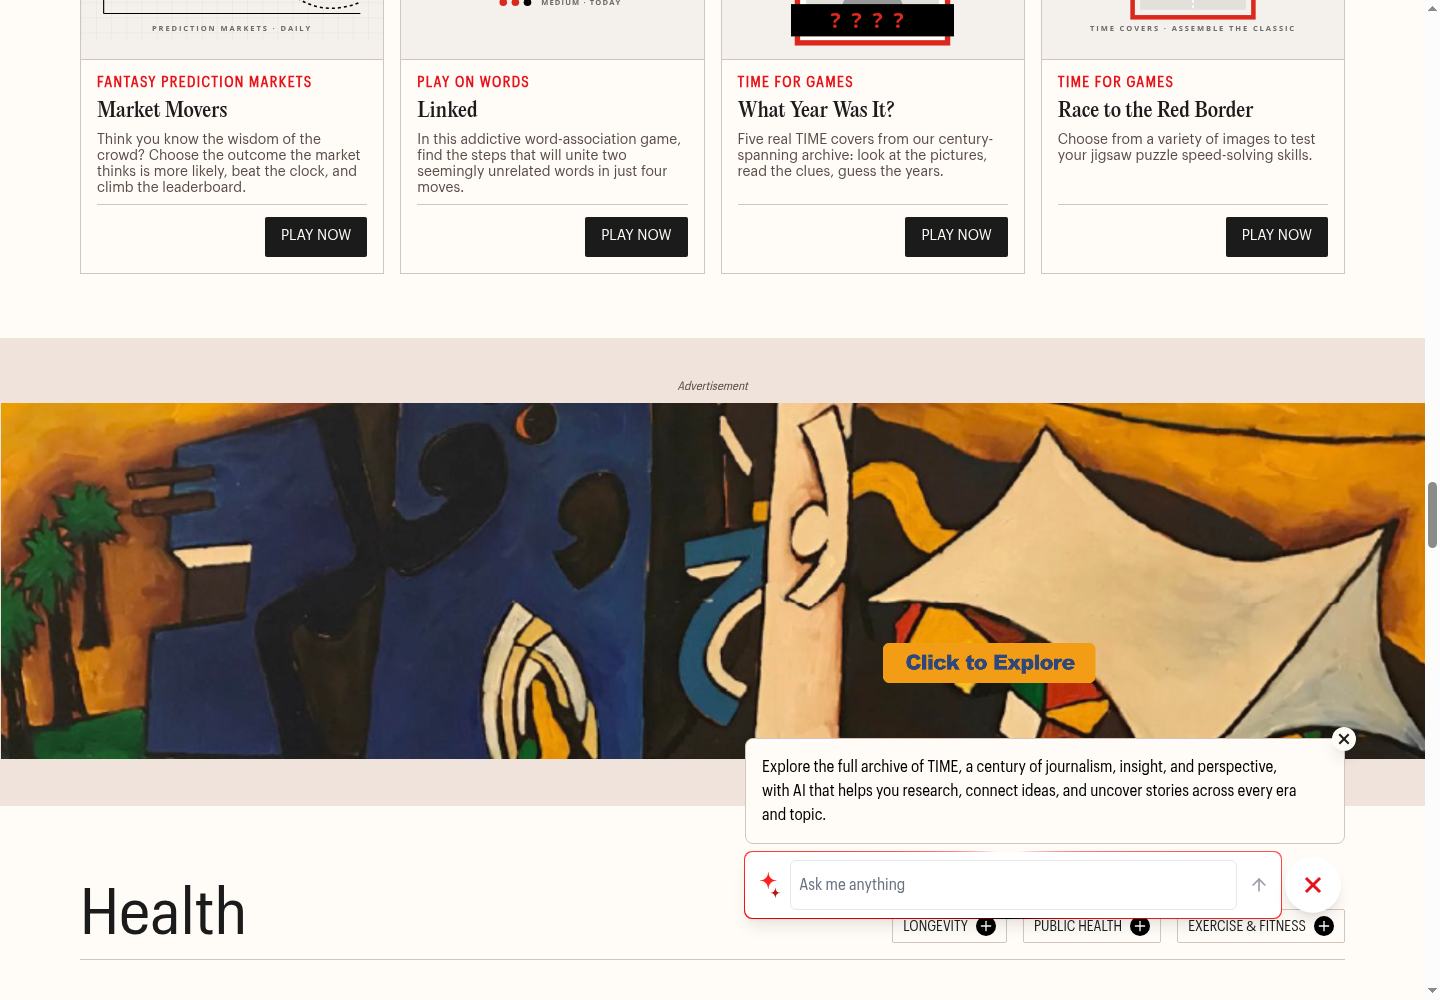 PREDICTION MARKETS · DAILY
MEDIUM · TODAY
? ? ? ?
TIME COVERS · ASSEMBLE THE CLASSIC
FANTASY PREDICTION MARKETS
Market Movers
Think you know the wisdom of the
crowd? Choose the outcome the market
thinks is more likely, beat the clock, and
climb the leaderboard.
PLAY NOW
PLAY ON WORDS
Linked
In this addictive word-association game,
find the steps that will unite two
seemingly unrelated words in just four
moves.
PLAY NOW
TIME FOR GAMES
What Year Was It?
Five real TIME covers from our century-
spanning archive: look at the pictures,
read the clues, guess the years.
PLAY NOW
TIME FOR GAMES
Race to the Red Border
Choose from a variety of images to test
your jigsaw puzzle speed-solving skills.
PLAY NOW
Advertisement
Click to Explore
Explore the full archive of TIME, a century of journalism, insight, and perspective,
with AI that helps you research, connect ideas, and uncover stories across every era
and topic.
Ask me anything
Health
LONGEVITY
PUBLIC HEALTH
EXERCISE & FITNESS